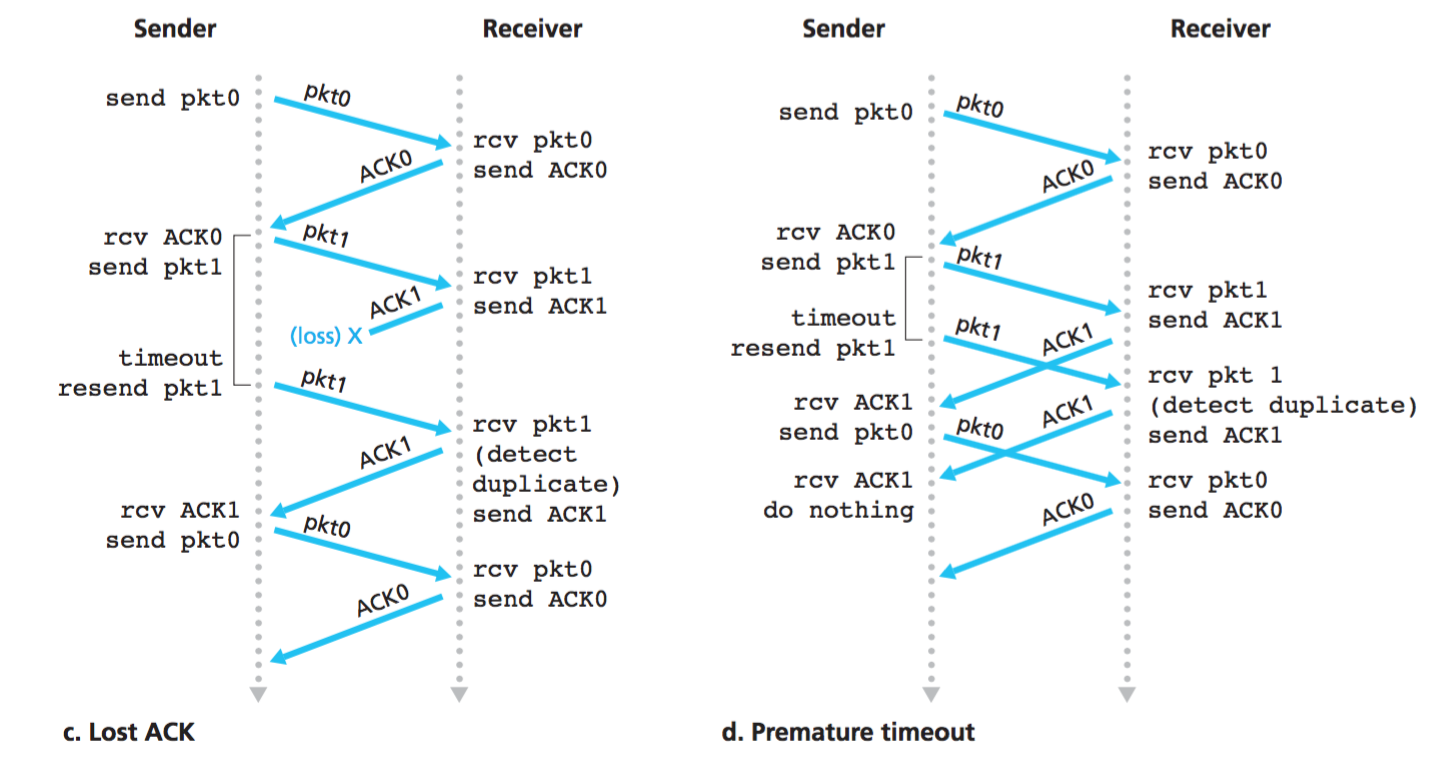 Sender
Receiver
send pkt0
pkt0
rcv pkt0
send ACK0
ACK0
rcv ACK0
send pkt1
pkt1
rcv pkt1
send ACK1
ACK1
(loss) X
timeout
resend pkt1
pkt1
rcv pkt1
(detect
duplicate)
send ACK1
ACK1
rcv ACK1
send pkt0
pkt0
rcv pkt0
send ACK0
ACK0
c. Lost ACK
Sender
Receiver
send pkt0
pkt0
rcv pkt0
send ACK0
ACK0
rcv ACK0
send pkt1
pkt1
rcv pkt1
send ACK1
timeout
resend pkt1
pkt1
ACK1
rcv pkt 1
(detect duplicate)
send ACK1
rcv ACK1
send pkt0
pkt0
ACK1
rcv ACK1
do nothing
rcv pkt0
send ACK0
ACK0
d. Premature timeout